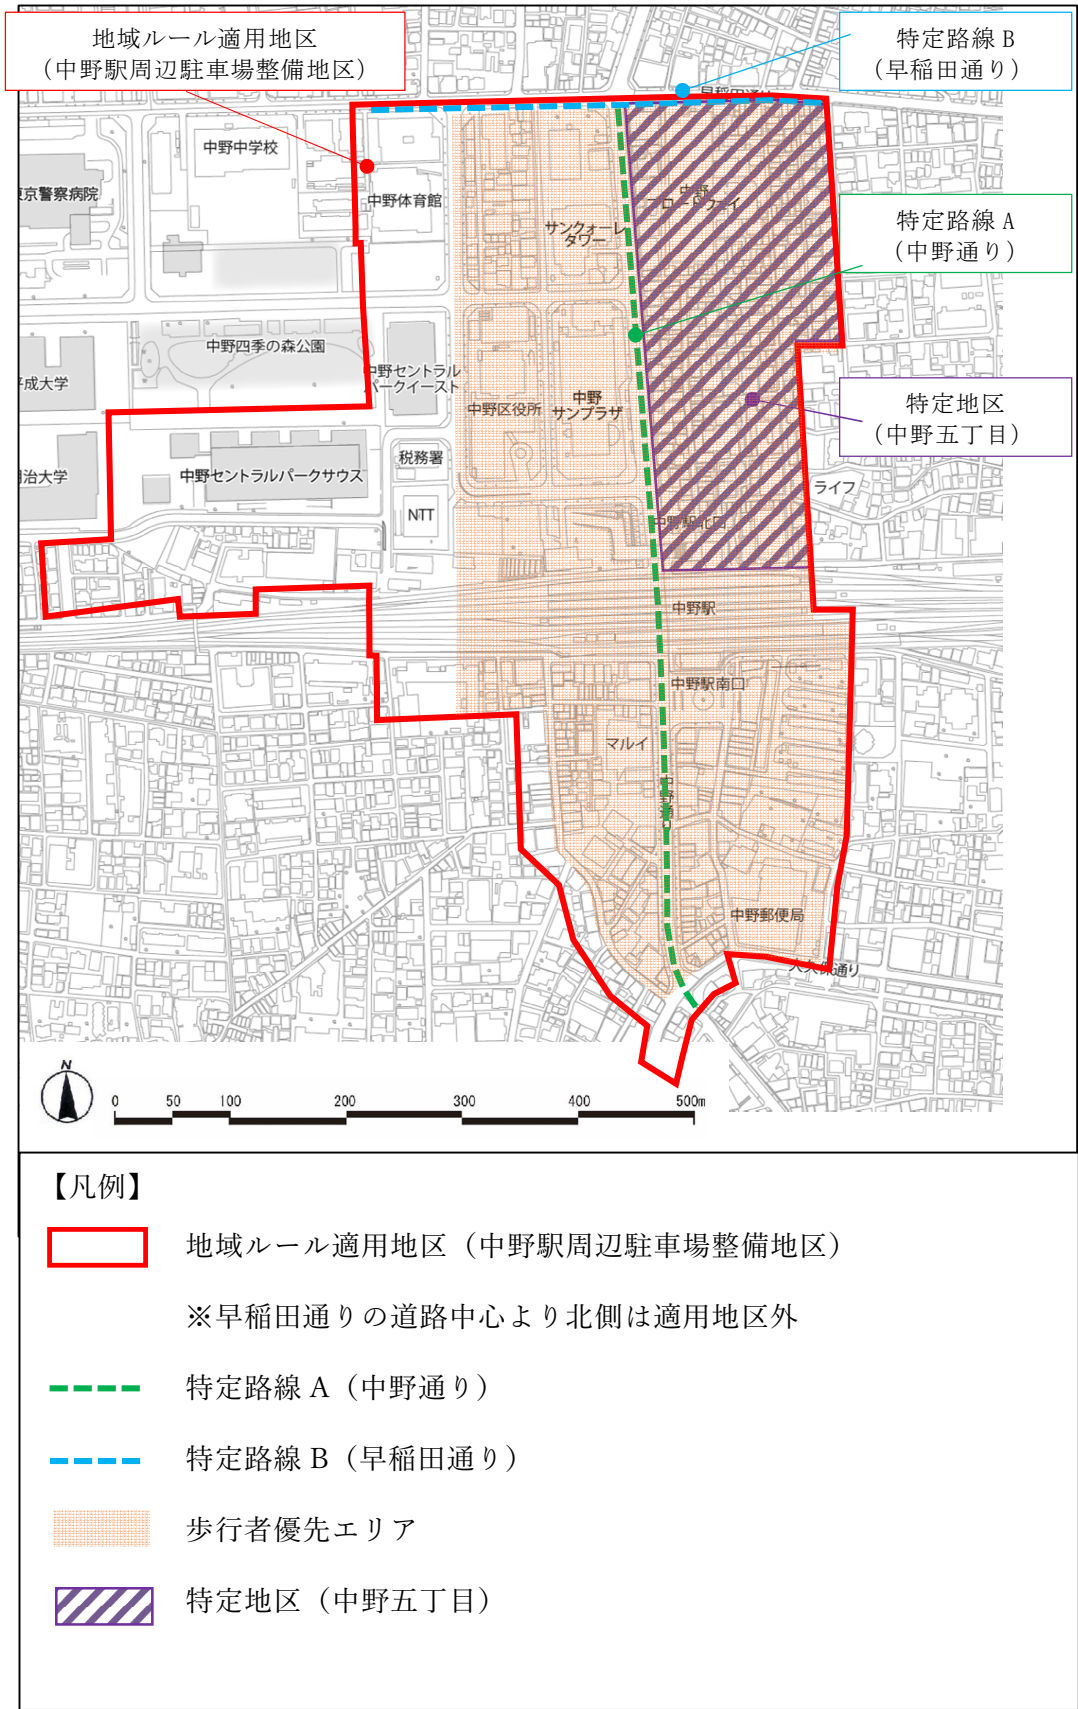 地域ルール適用地区
（中野駅周辺駐車場整備地区）
特定路線 B
（早稲田通り）
早稲田通り
中野中学校
東京警察病院
中野体育館
中野
ブロードウェイ
サンクォーレ
タワー
特定路線 A
（中野通り）
中野四季の森公園
平成大学
中野セントラル
パークイースト
中野区役所
中野
サンプラザ
特定地区
（中野五丁目）
明治大学
中野セントラルパークサウス
税務署
ライフ
NTT
中野駅北口
中野駅
中野駅南口
マルイ
中野通り
中野郵便局
大久保通り
N
0 50 100 200 300 400 500m
【凡例】
地域ルール適用地区（中野駅周辺駐車場整備地区）
※早稲田通りの道路中心より北側は適用地区外
特定路線 A（中野通り）
特定路線 B（早稲田通り）
歩行者優先エリア
特定地区（中野五丁目）